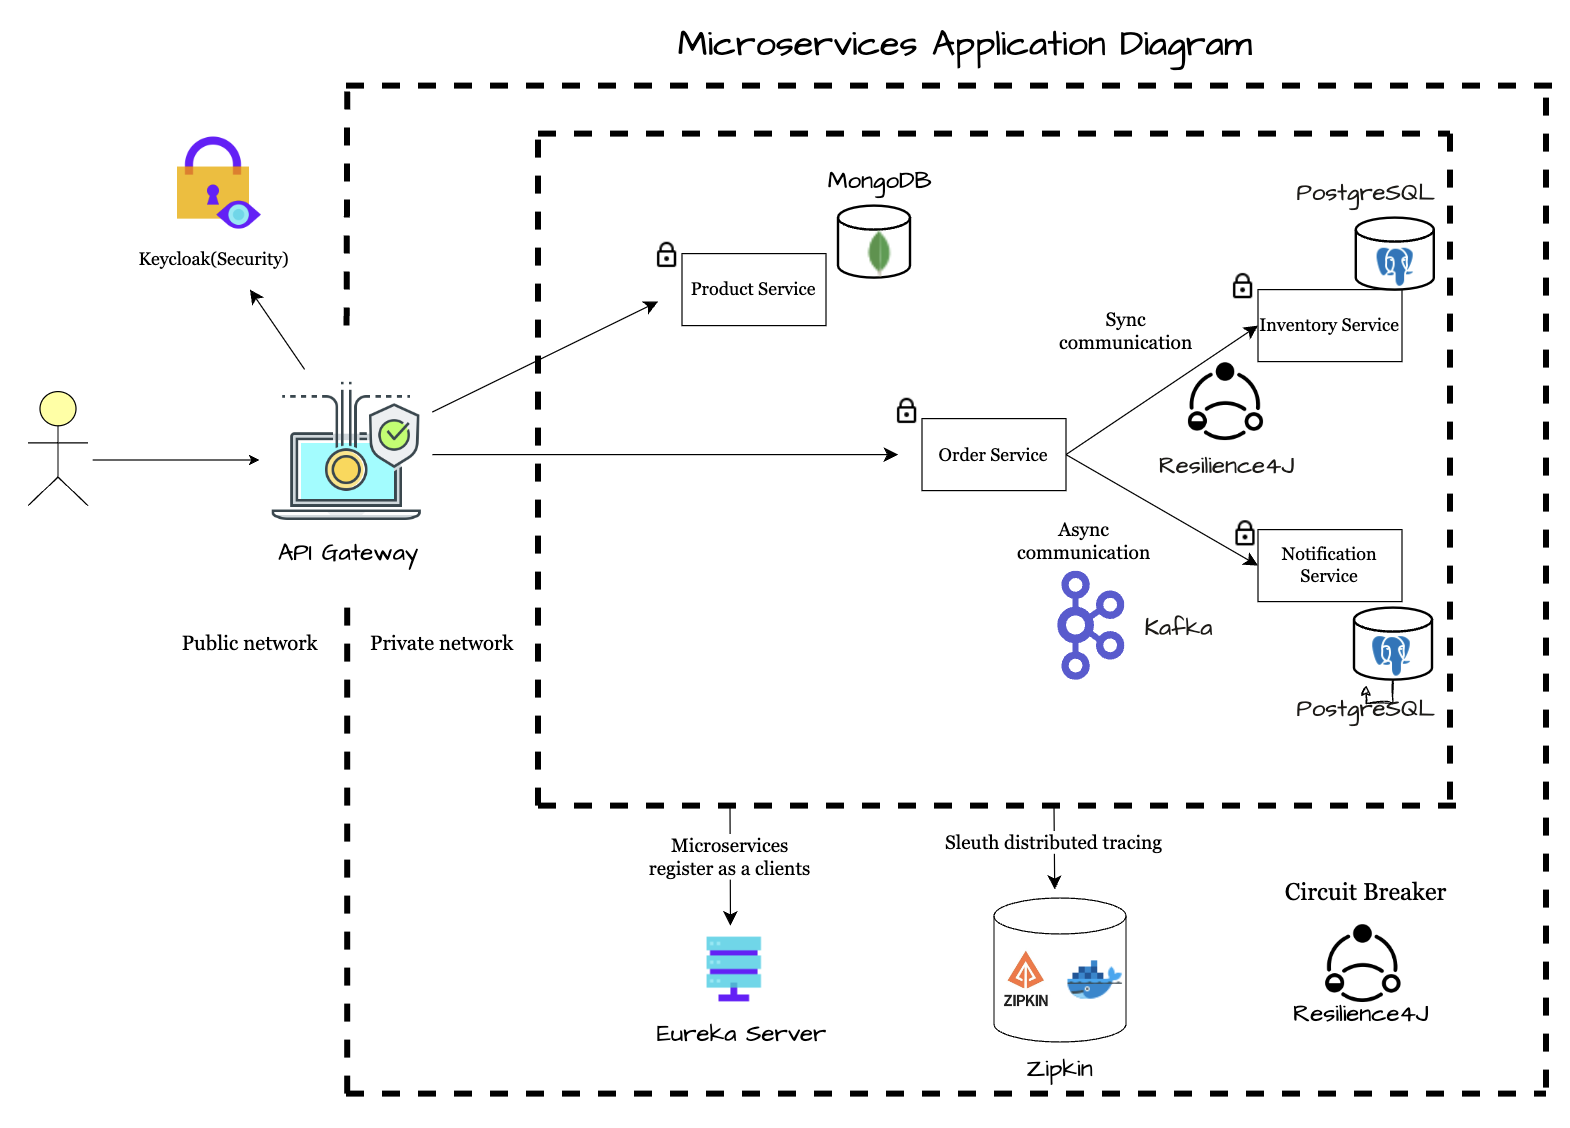 Microservices Application Diagram
MongoDB
PostgreSQL
Keycloak(Security)
Product Service
Sync
communication
Inventory Service
Order Service
Resilience4J
API Gateway
Async
communication
Notification
Service
Kafka
Public network
Private network
PostgreSQL
Microservices
register as a clients
Sleuth distributed tracing
Circuit Breaker
ZIPKIN
Resilience4J
Eureka Server
Zipkin